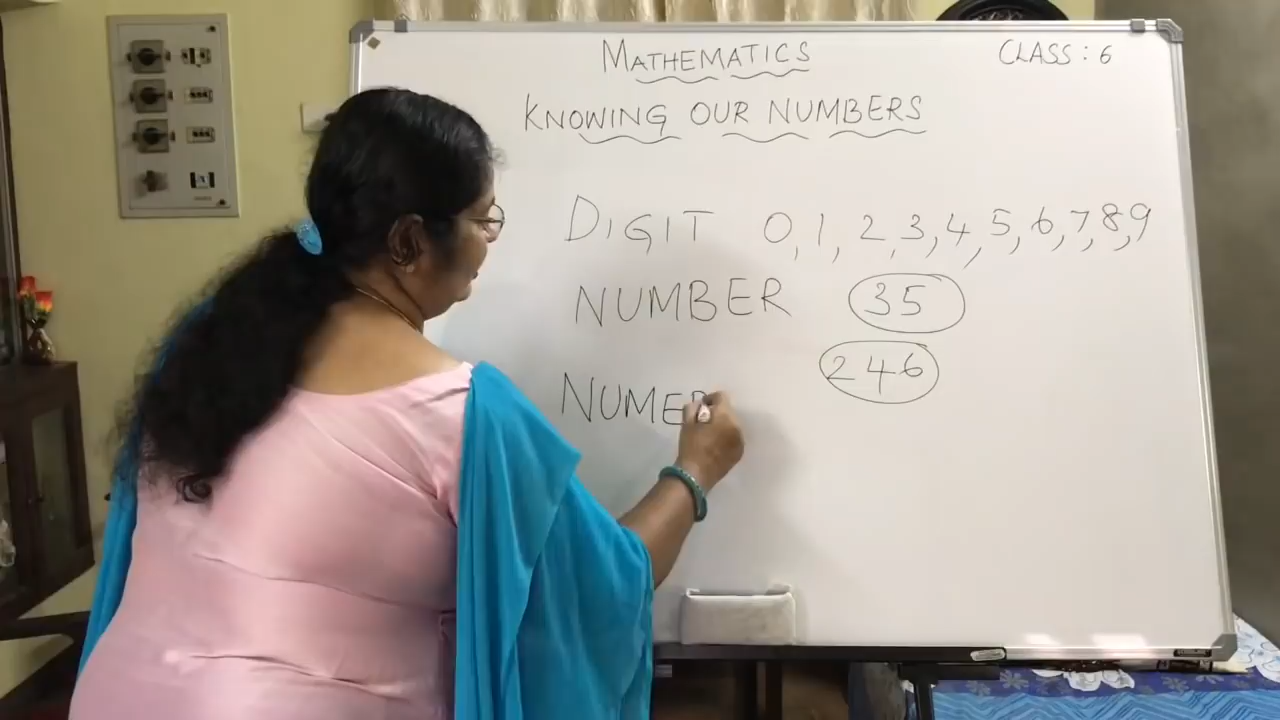 MATHEMATICS CLASS : 6
KNOWING OUR NUMBERS
DIGIT 0, 1, 2, 3, 4, 5, 6, 7, 8, 9
NUMBER 35
246
NUMER